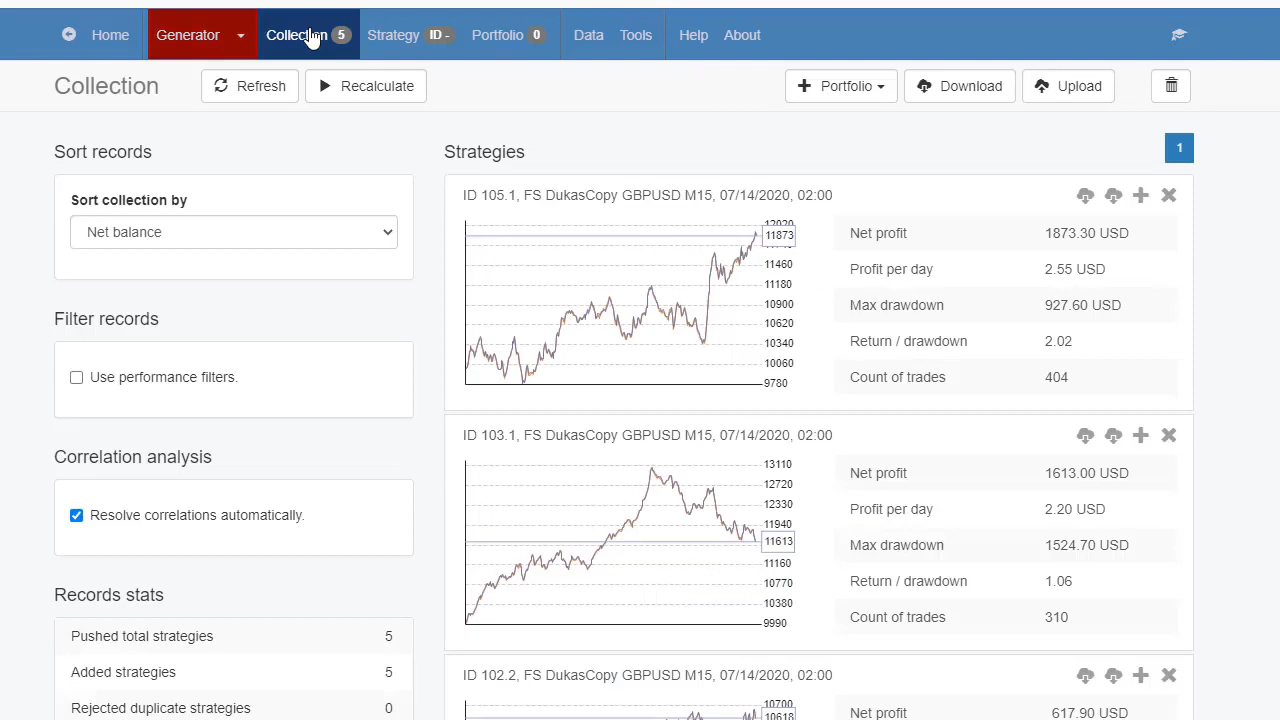 Home Generator Collection 5 Strategy ID - Portfolio 0 Data Tools Help About
Collection Refresh Recalculate Portfolio Download Upload
Sort records
Sort collection by
Net balance
Filter records
Use performance filters.
Correlation analysis
Resolve correlations automatically.
Records stats
Pushed total strategies 5
Added strategies 5
Rejected duplicate strategies 0
Strategies 1
ID 105.1, FS DukasCopy GBPUSD M15, 07/14/2020, 02:00
12020
11873
11460
11180
10900
10620
10340
10060
9780
Net profit 1873.30 USD
Profit per day 2.55 USD
Max drawdown 927.60 USD
Return / drawdown 2.02
Count of trades 404
ID 103.1, FS DukasCopy GBPUSD M15, 07/14/2020, 02:00
13110
12720
12330
11940
11613
11160
10770
10380
9990
Net profit 1613.00 USD
Profit per day 2.20 USD
Max drawdown 1524.70 USD
Return / drawdown 1.06
Count of trades 310
ID 102.2, FS DukasCopy GBPUSD M15, 07/14/2020, 02:00
10700
10618
Net profit 617.90 USD